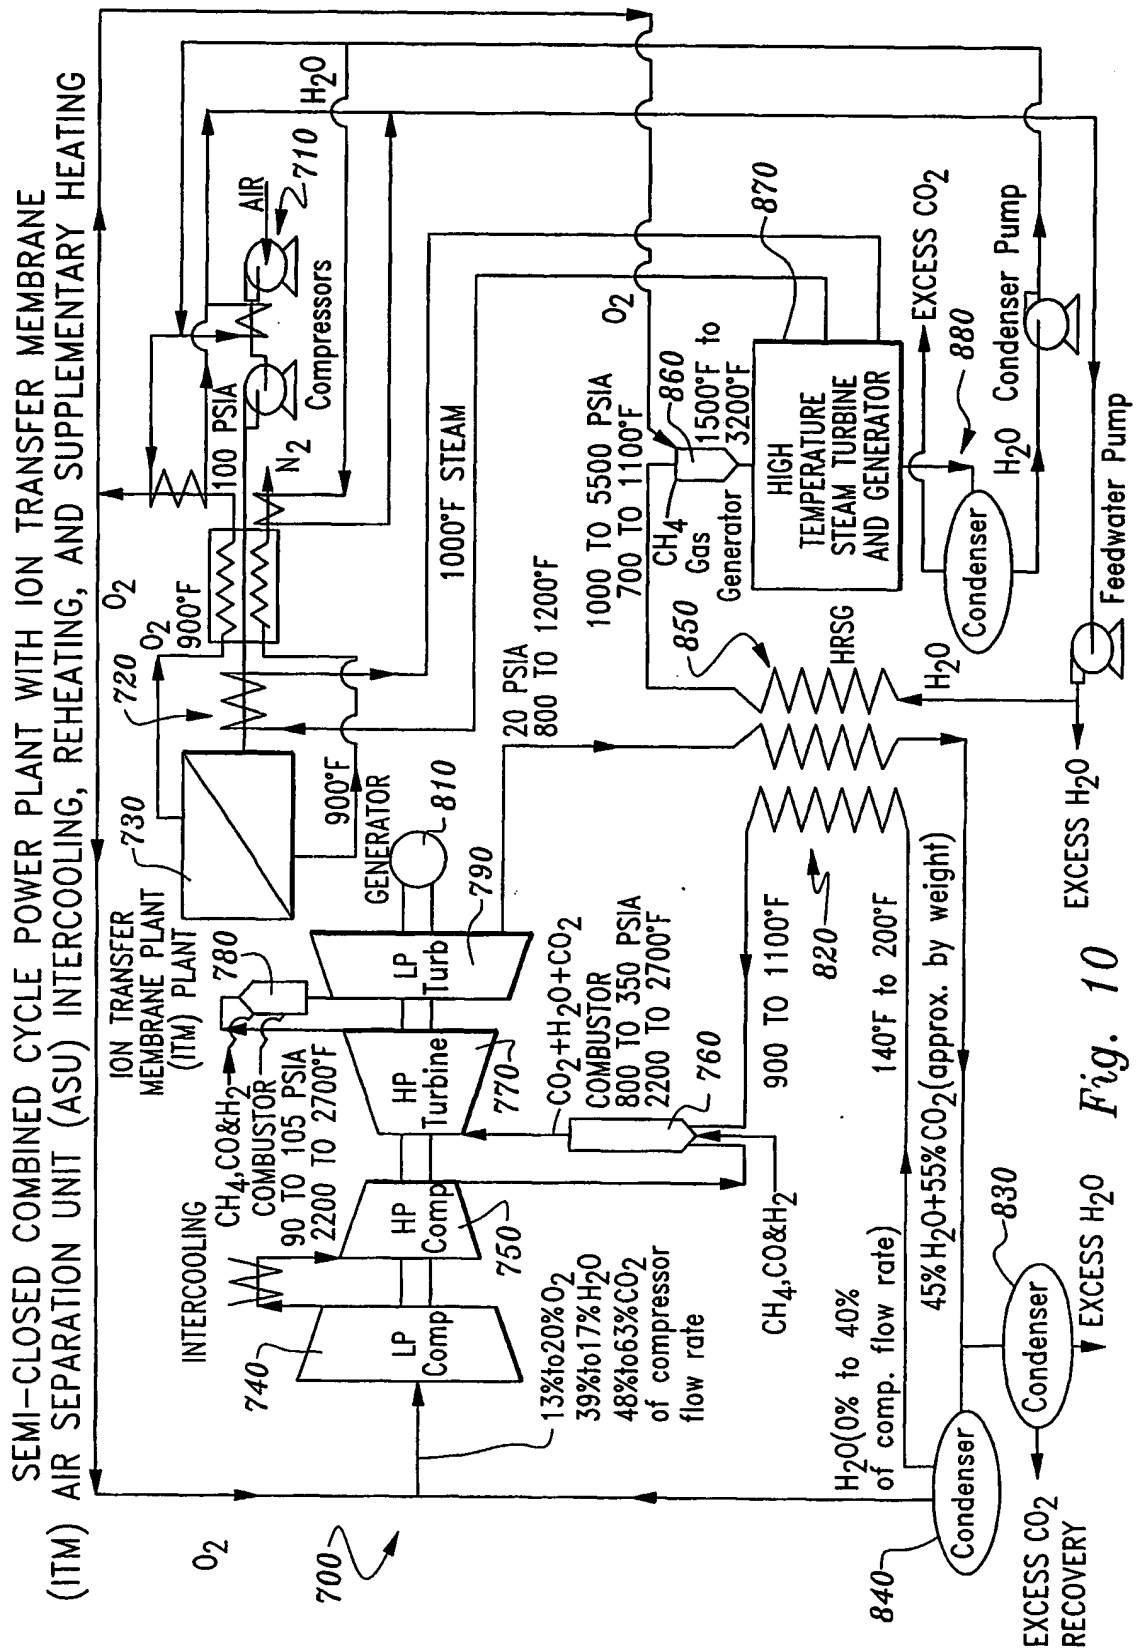 SEMI-CLOSED COMBINED CYCLE POWER PLANT WITH ION TRANSFER MEMBRANE
(ITM) AIR SEPARATION UNIT (ASU) INTERCOOLING, REHEATING, AND SUPPLEMENTARY HEATING
O2
700
740
INTERCOOLING
LP
Comp
HP
Comp
750
CH4,CO&H2
COMBUSTOR
90 TO 105 PSIA
2200 TO 2700°F
780
ION TRANSFER
MEMBRANE PLANT
(ITM) PLANT
730
720
O2
O2
900°F
900°F
100 PSIA
N2
Compressors
AIR
710
H2O
HP
Turbine
770
LP
Turb
790
GENERATOR
810
1000°F STEAM
20 PSIA
800 TO 1200°F
13%to20%O2
39%to17%H2O
48%to63%CO2
of compressor
flow rate
CO2+H2O+CO2
COMBUSTOR
800 TO 350 PSIA
2200 TO 2700°F
760
CH4,CO&H2
900 TO 1100°F
820
850
HRSG
1000 TO 5500 PSIA
700 TO 1100°F
O2
CH4
Gas
Generator
860
1500°F to
3200°F
870
HIGH
TEMPERATURE
STEAM TURBINE
AND GENERATOR
EXCESS CO2
880
Condenser
H2O Condenser Pump
H2O
Feedwater Pump
EXCESS H2O
H2O(0% to 40%
of comp. flow rate)
140°F to 200°F
45%H2O+55%CO2(approx. by weight)
840
Condenser
830
Condenser
EXCESS H2O
EXCESS CO2
RECOVERY
Fig. 10